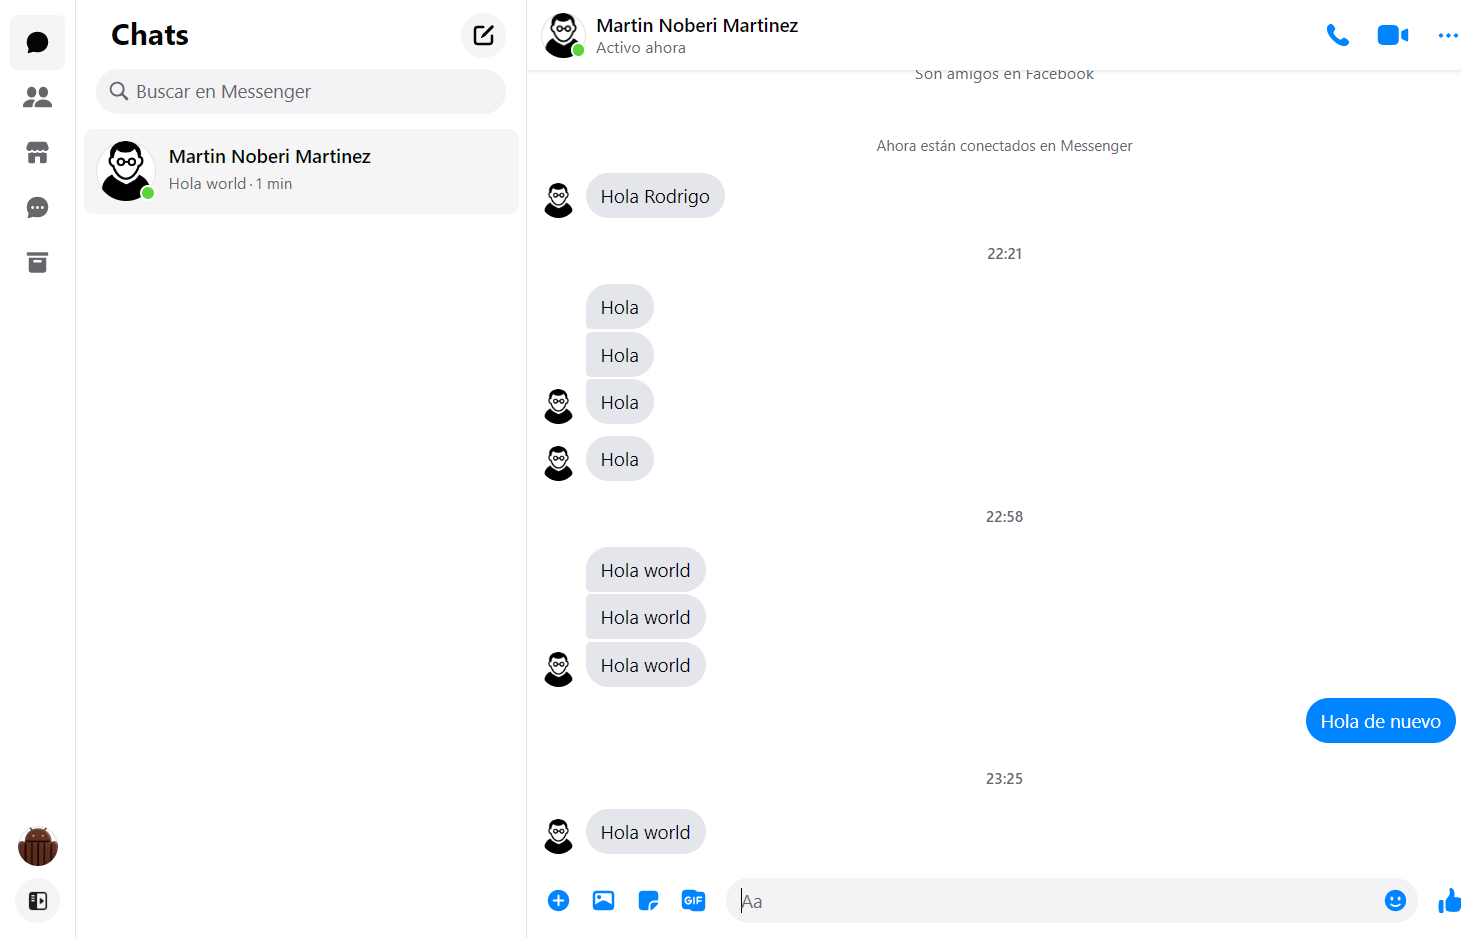 Chats
Buscar en Messenger
Martin Noberi Martinez
Hola world · 1 min
Martin Noberi Martinez
Activo ahora
Son amigos en Facebook
Ahora están conectados en Messenger
Hola Rodrigo
22:21
Hola
Hola
Hola
Hola
22:58
Hola world
Hola world
Hola world
Hola de nuevo
23:25
Hola world
GIF
Aa